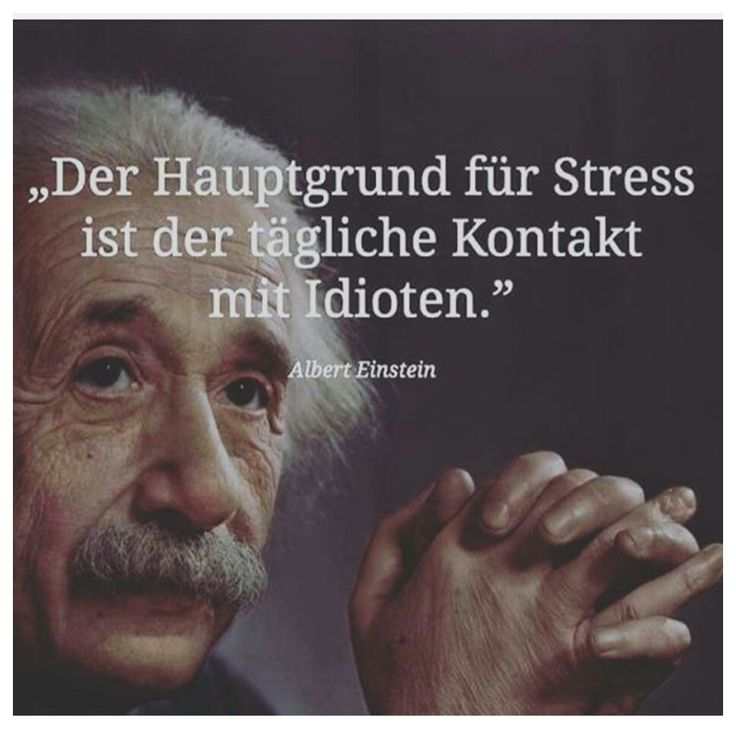 „Der Hauptgrund für Stress
ist der tägliche Kontakt
mit Idioten.”
Albert Einstein